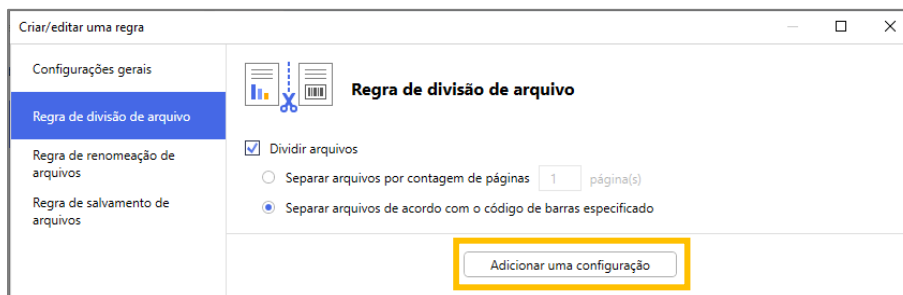 Criar/editar uma regra
Configurações gerais
Regra de divisão de arquivo
Regra de renomeação de
arquivos
Regra de salvamento de
arquivos
Regra de divisão de arquivo
Dividir arquivos
Separar arquivos por contagem de páginas 1 página(s)
Separar arquivos de acordo com o código de barras especificado
Adicionar uma configuração